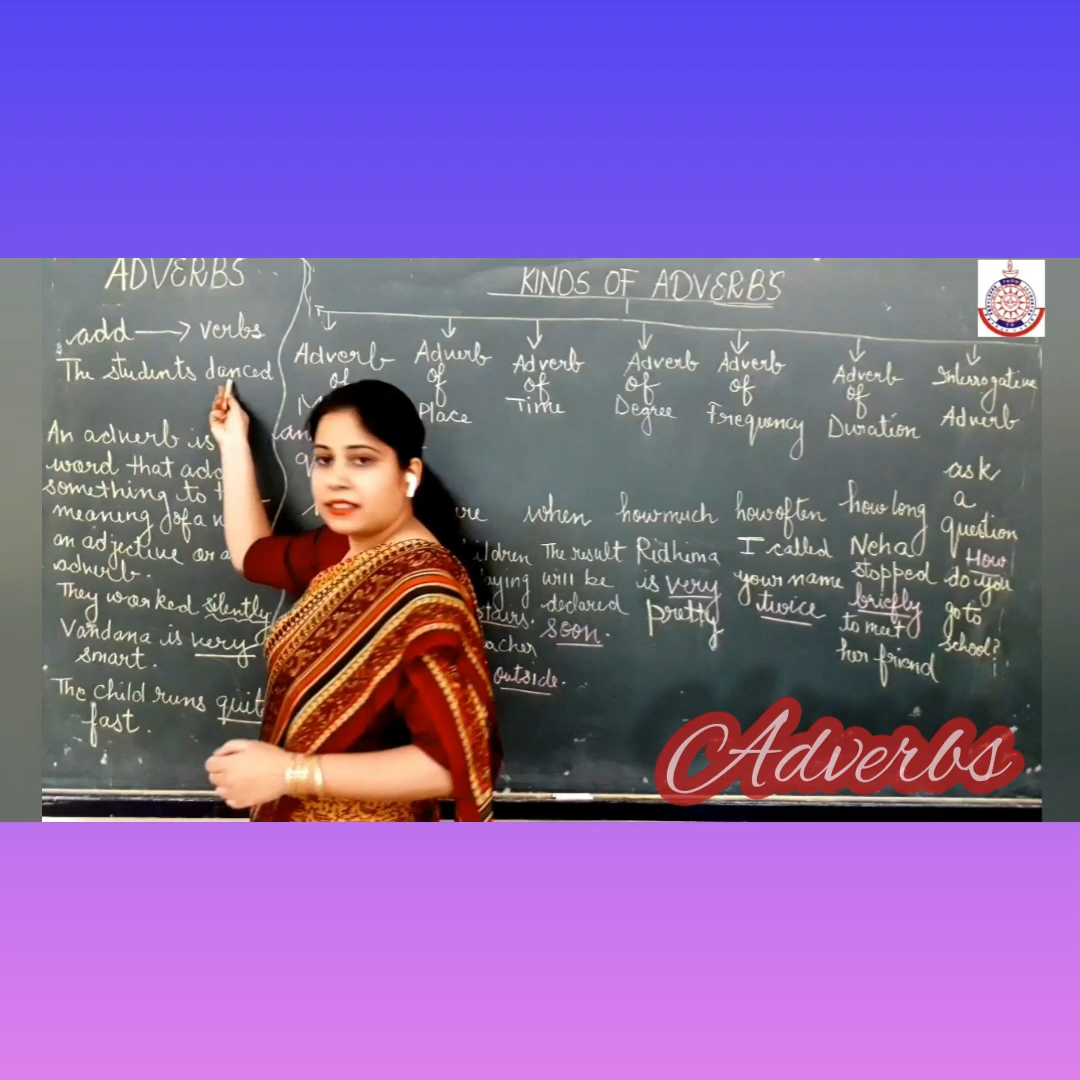 ADVERBS
add → verbs
The students danced
An adverb is
word that
something to
meaning of a
an adjective or a
adverb.
They worked silently
Vandana is very
smart.
The child runs
fast.
KINDS OF ADVERBS
Adverb
of
Adverb
of
Place
outside.
Adverb
of
Time
when
The result
will be
declared
soon.
Adverb
of
Degree
how much
Ridhima
is very
pretty
Adverb
of
Frequency
how often
I called
your name
twice
Adverb
of
Duration
how long
Neha
stopped
briefly
to meet
her friend
Interrogative
Adverb
ask
a
question
How
do you
go to
school?
Adverbs